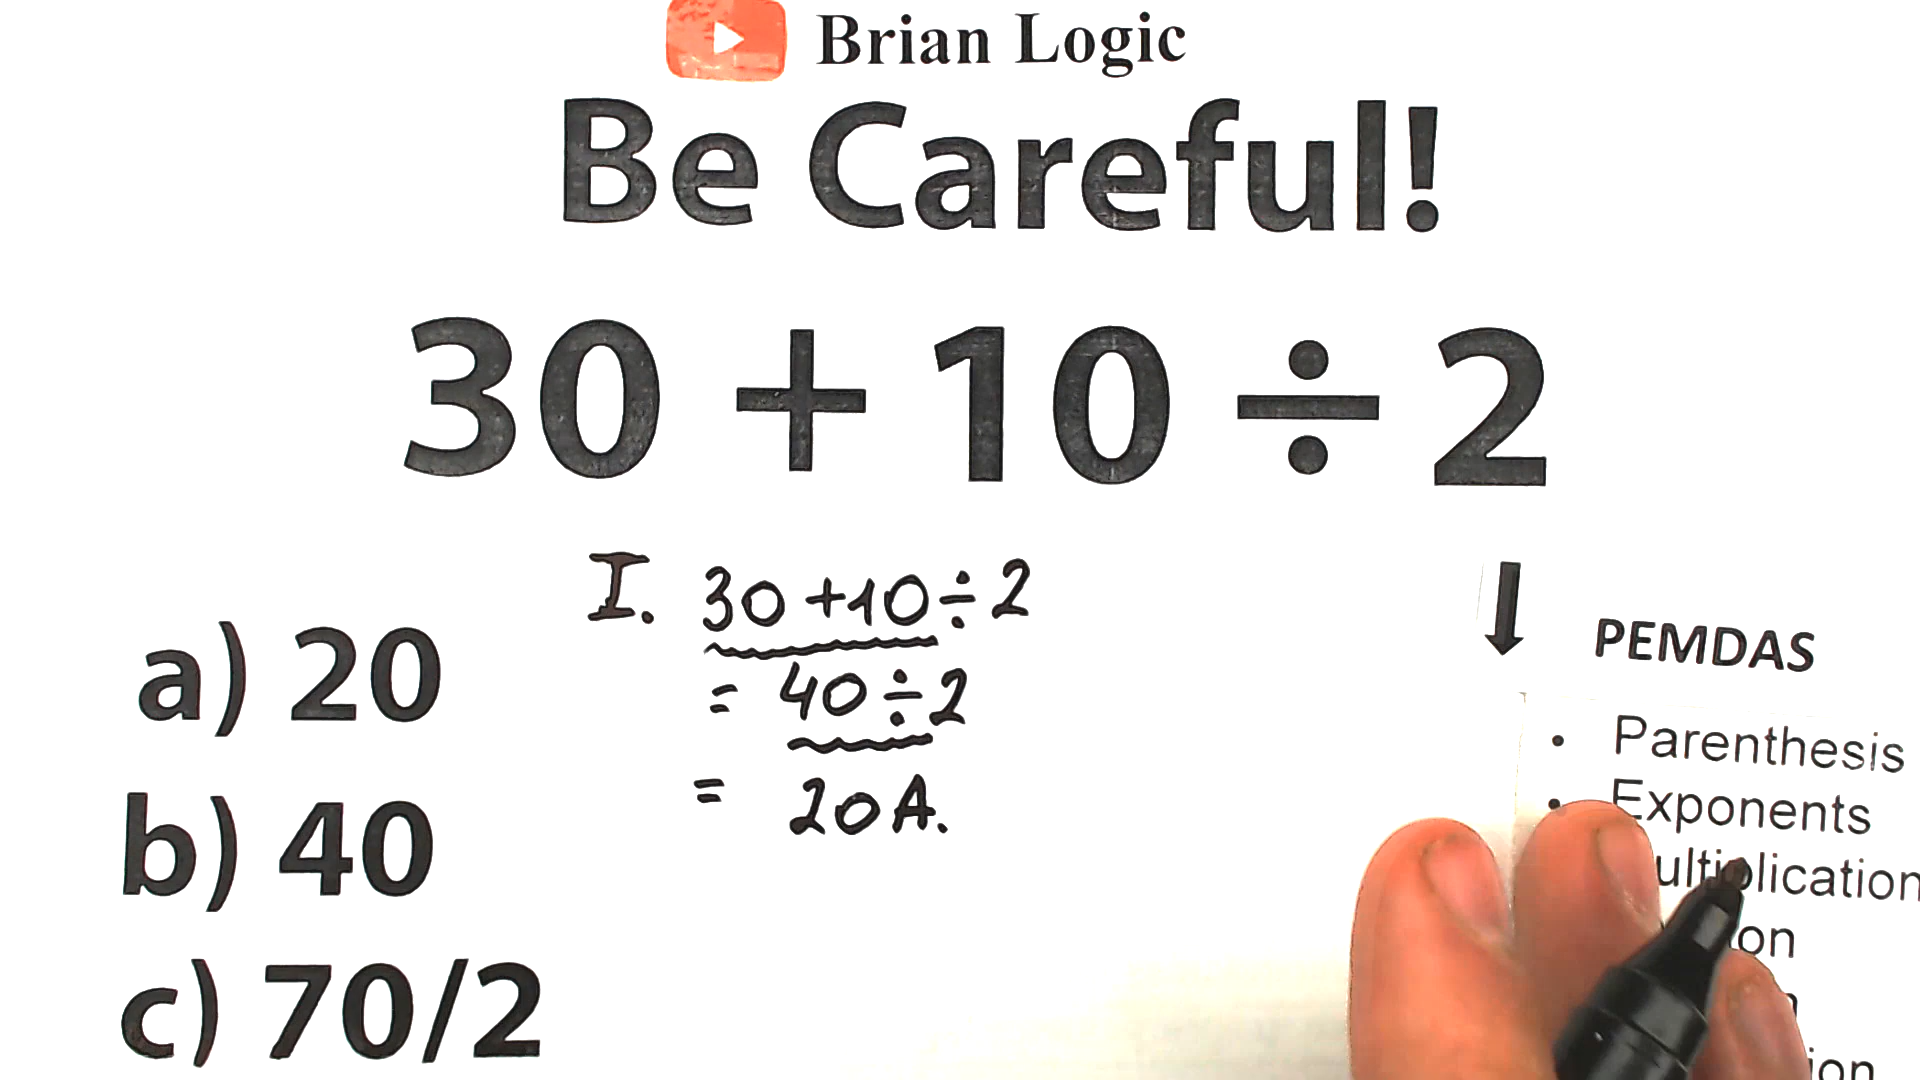 Brian Logic
Be Careful!
30 + 10 ÷ 2
I. 30 + 10 ÷ 2
= 40 ÷ 2
= 20 A.
a) 20
b) 40
c) 70/2
PEMDAS
• Parenthesis
• Exponents